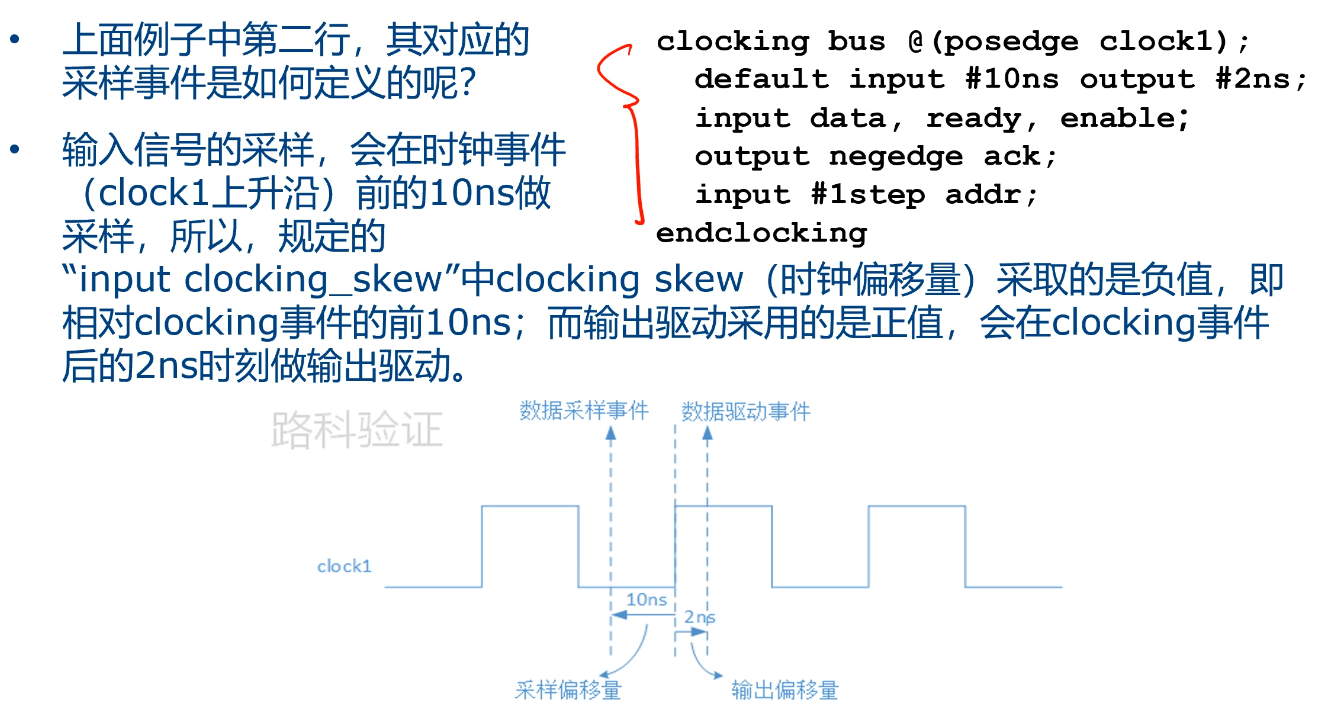 • 上面例子中第二行，其对应的
采样事件是如何定义的呢？
• 输入信号的采样，会在时钟事件
（clock1上升沿）前的10ns做
采样，所以，规定的
“input clocking_skew”中clocking skew（时钟偏移量）采取的是负值，即
相对clocking事件的前10ns；而输出驱动采用的是正值，会在clocking事件
后的2ns时刻做输出驱动。
clocking bus @(posedge clock1);
default input #10ns output #2ns;
input data, ready, enable;
output negedge ack;
input #1step addr;
endclocking
路科验证
数据采样事件
数据驱动事件
clock1
10ns
2ns
采样偏移量
输出偏移量